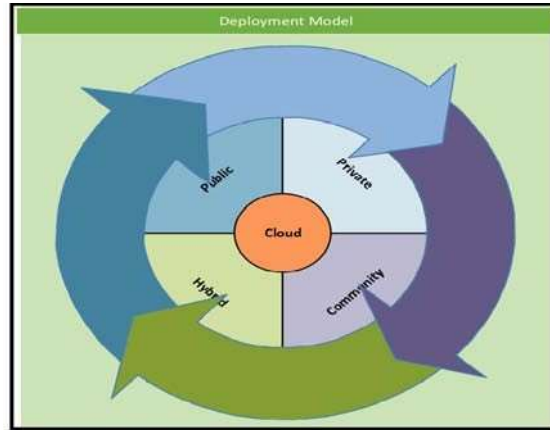 Deployment Model
Public
Private
Cloud
Hybrid
Community